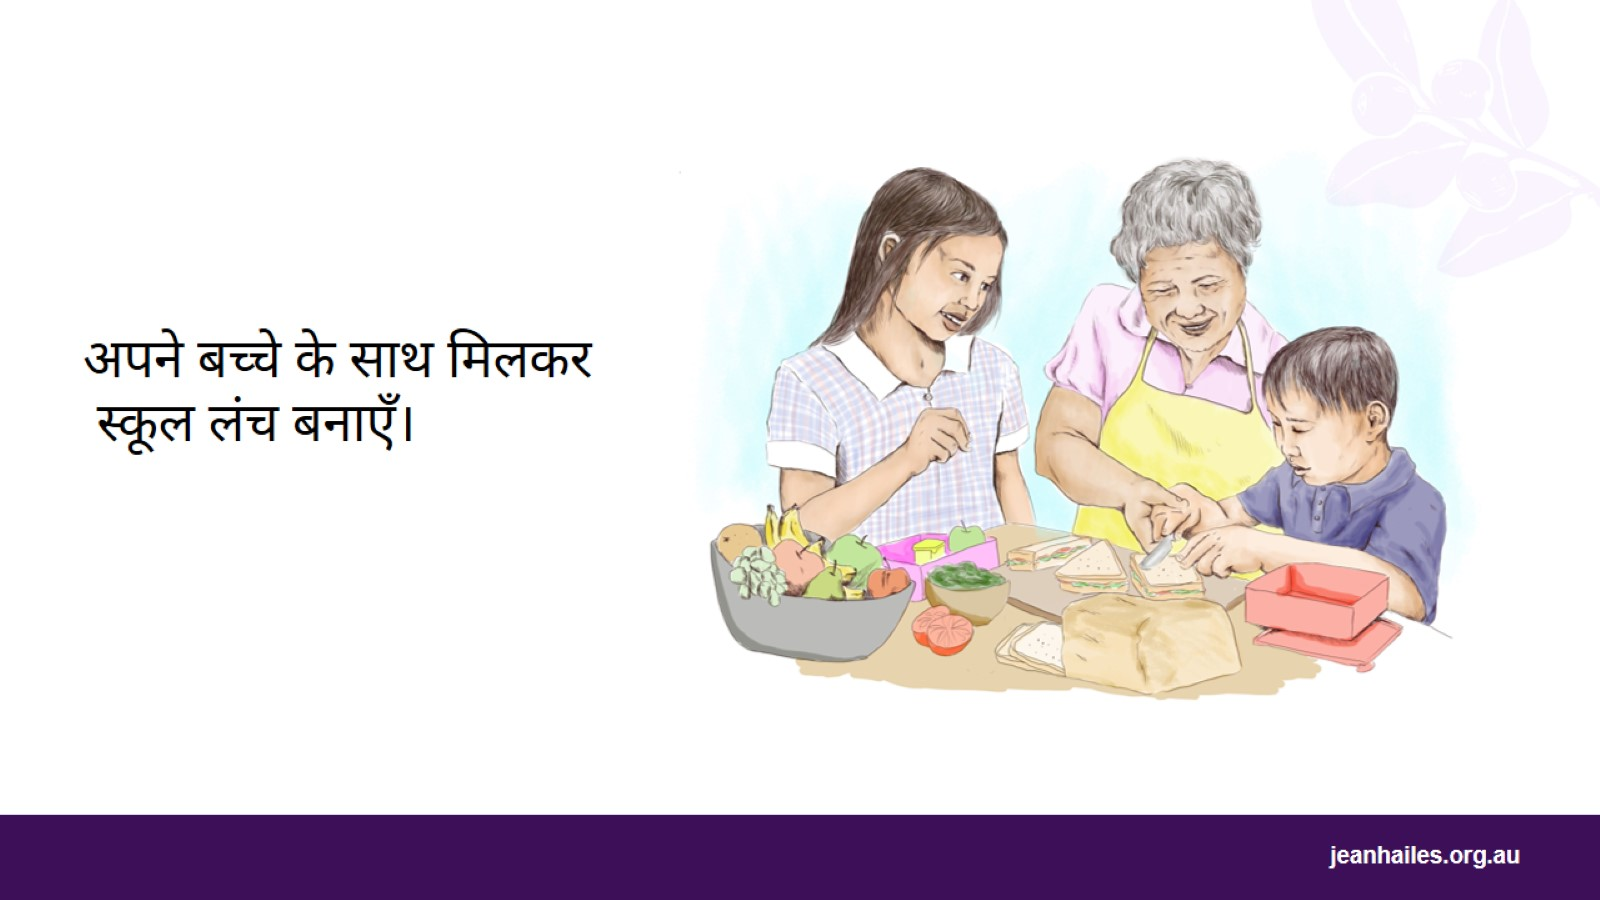 अपने बच्चे के साथ मिलकर
स्कूल लंच बनाएँ।
jeanhailes.org.au